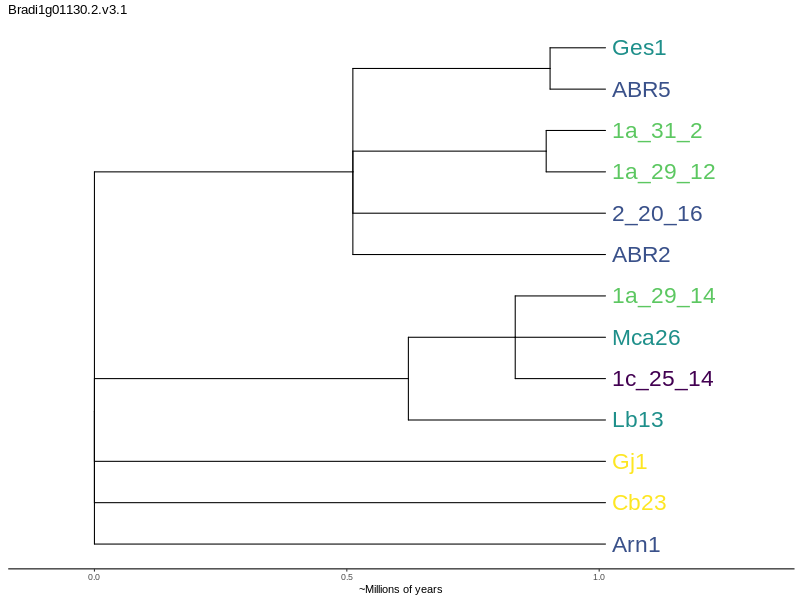 Bradi1g01130.2.v3.1
Ges1
ABR5
1a_31_2
1a_29_12
2_20_16
ABR2
1a_29_14
Mca26
1c_25_14
Lb13
Gj1
Cb23
Arn1
0.0 0.5 1.0
~Millions of years